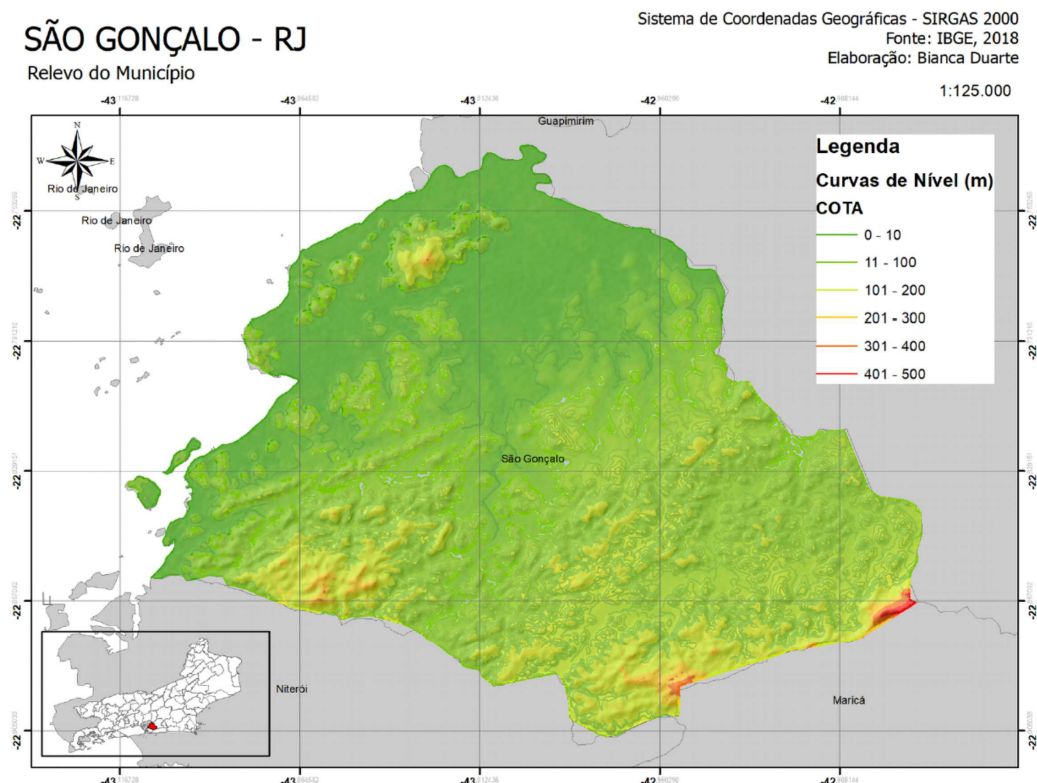 SÃO GONÇALO - RJ
Relevo do Município
Sistema de Coordenadas Geográficas - SIRGAS 2000
Fonte: IBGE, 2018
Elaboração: Bianca Duarte
1:125.000
-43
-43
-43
-42
-42
Guapimirim
N
W
E
S
Rio de Janeiro
Rio de Janeiro
Rio de Janeiro
Legenda
Curvas de Nível (m)
COTA
0 - 10
11 - 100
101 - 200
201 - 300
301 - 400
401 - 500
-22
-22
-22
-22
-22
-22
-22
-22
-22
-22
São Gonçalo
Niterói
Maricá
-43
-43
-43
-42
-42